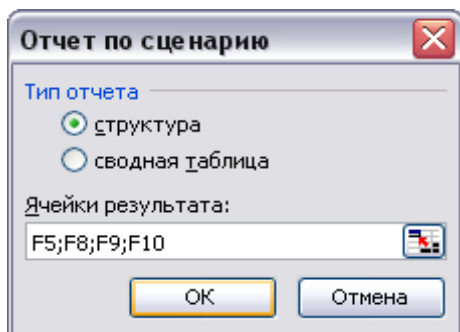 Отчет по сценарию
Тип отчета
структура
сводная таблица
Ячейки результата:
F5;F8;F9;F10
ОК Отмена